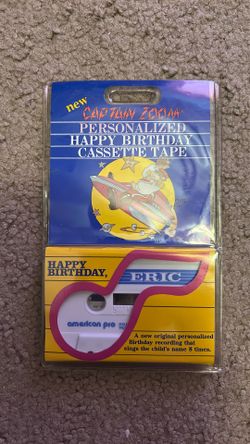 new
CAPTAIN ZOOM
PERSONALIZED
HAPPY BIRTHDAY
CASSETTE TAPE
HAPPY
BIRTHDAY,
ERIC
american pro
A new original personalized
Birthday recording that
sings the child's name 8 times.